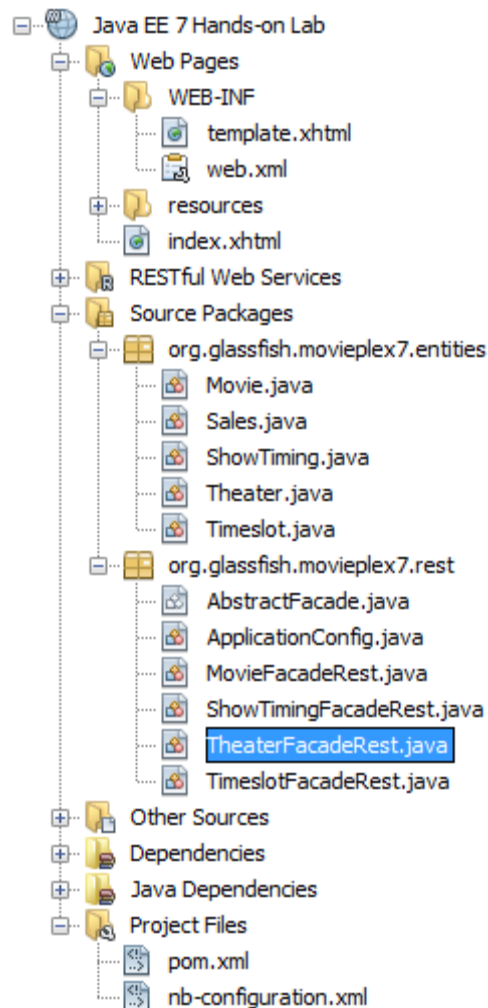 Java EE 7 Hands-on Lab
Web Pages
WEB-INF
template.xhtml
web.xml
resources
index.xhtml
RESTful Web Services
Source Packages
org.glassfish.movieplex7.entities
Movie.java
Sales.java
ShowTiming.java
Theater.java
Timeslot.java
org.glassfish.movieplex7.rest
AbstractFacade.java
ApplicationConfig.java
MovieFacadeRest.java
ShowTimingFacadeRest.java
TheaterFacadeRest.java
TimeslotFacadeRest.java
Other Sources
Dependencies
Java Dependencies
Project Files
pom.xml
nb-configuration.xml